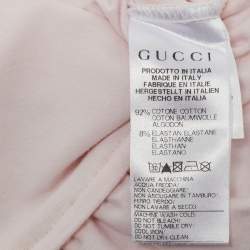 GUCCI
PRODOTTO IN ITALIA
MADE IN ITALY
FABRIQUÉ EN ITALIE
HERGESTELLT IN ITALIEN
HECHO EN ITALIA
92% COTONE COTTON
COTON BAUMWOLLE
ALGODON
8% ELASTAN ELASTANE
ELASTHANNE
ELASTHAN
ELASTANO
LAVARE A MACCHINA
ACQUA FREDDA
NON CANDEGGIARE
NON ASCIUGARE A TAMBURO
FERRO TIEPIDO
NON LAVARE A SECCO
MACHINE WASH COLD
DO NOT BLEACH
DO NOT TUMBLE DRY
COOL IRON
DO NOT DRY CLEAN